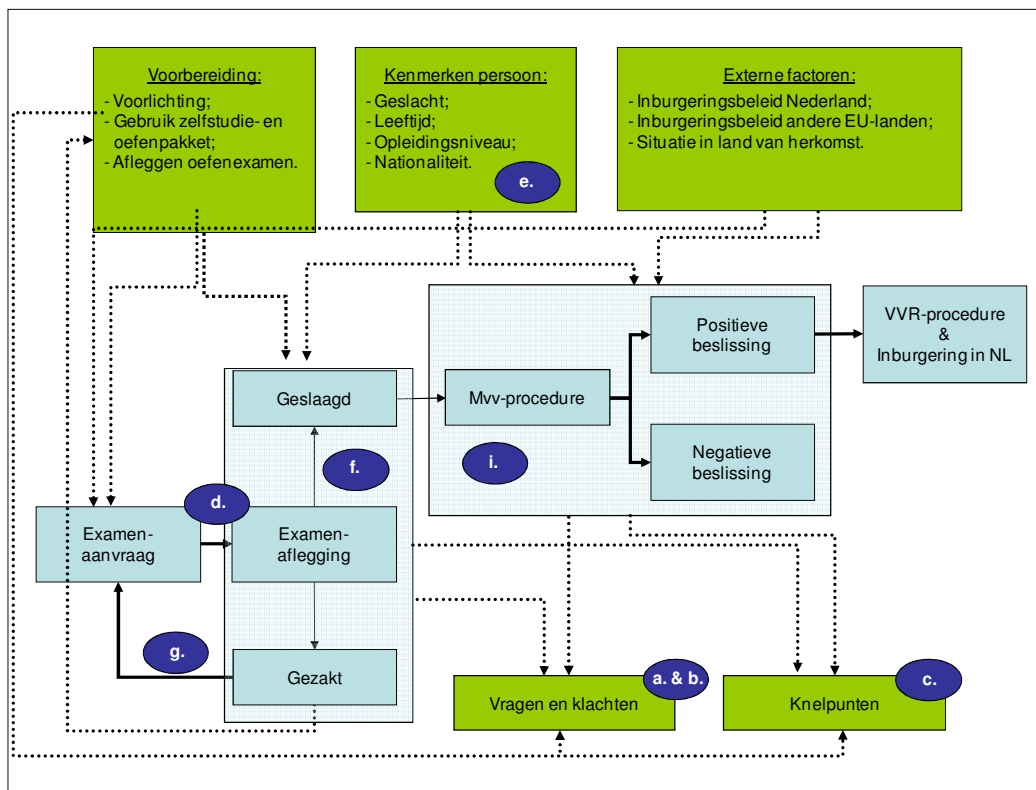 Voorbereiding:
- Voorlichting;
- Gebruik zelfstudie- en
oefenpakket;
- Afleggen oefenexamen.
Kenmerken persoon:
- Geslacht;
- Leeftijd;
- Opleidingsniveau;
- Nationaliteit.
e.
Externe factoren:
- Inburgeringsbeleid Nederland;
- Inburgeringsbeleid andere EU-landen;
- Situatie in land van herkomst.
Positieve
beslissing
VVR-procedure
&
Inburgering in NL
Geslaagd
Mvv-procedure
Negatieve
beslissing
f.
i.
d.
Examen-
aanvraag
Examen-
aflegging
g.
Gezakt
a. & b.
Vragen en klachten
c.
Knelpunten